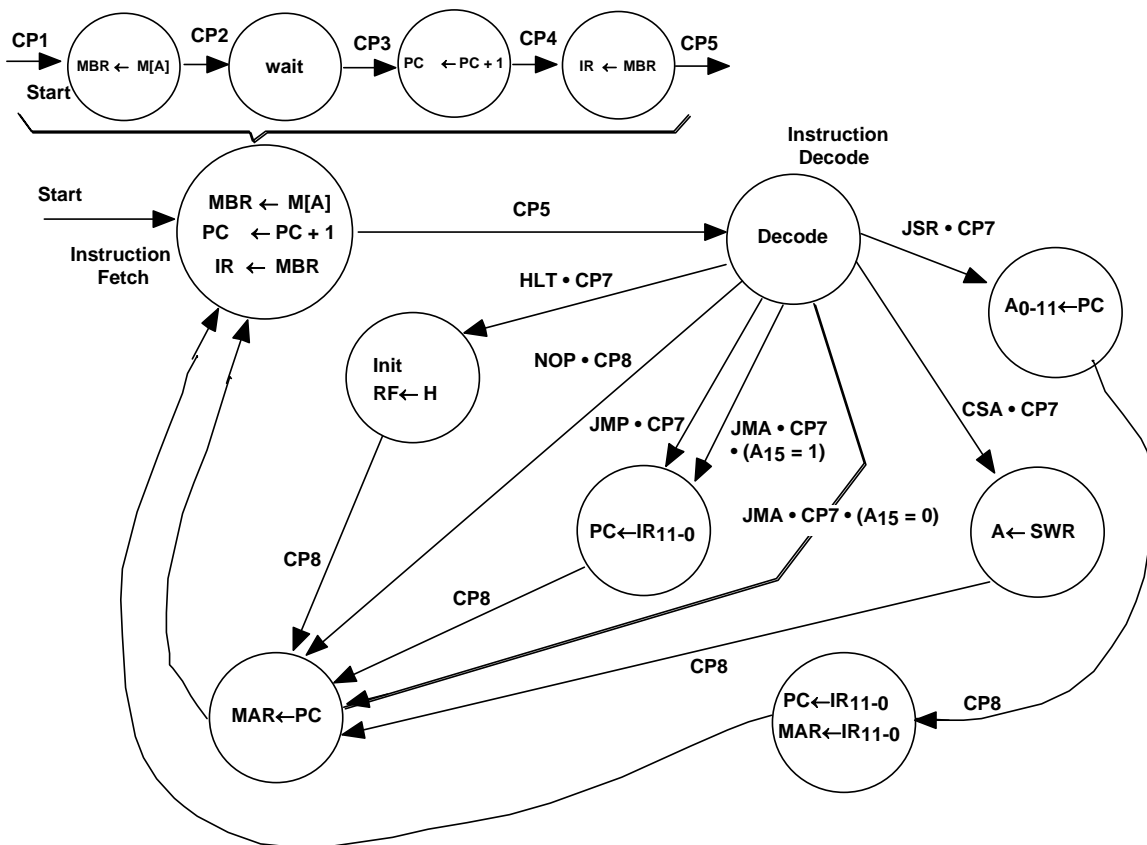 CP1
CP2
CP3
CP4
CP5
MBR ← M[A]
wait
PC ← PC + 1
IR ← MBR
Start
Instruction
Decode
Start
MBR ← M[A]
PC ← PC + 1
IR ← MBR
Instruction
Fetch
CP5
Decode
JSR • CP7
HLT • CP7
A0-11←PC
Init
RF← H
NOP • CP8
JMP • CP7
JMA • CP7
• (A15 = 1)
CSA • CP7
JMA • CP7 • (A15 = 0)
PC←IR11-0
A← SWR
CP8
CP8
CP8
CP8
MAR←PC
PC←IR11-0
MAR←IR11-0